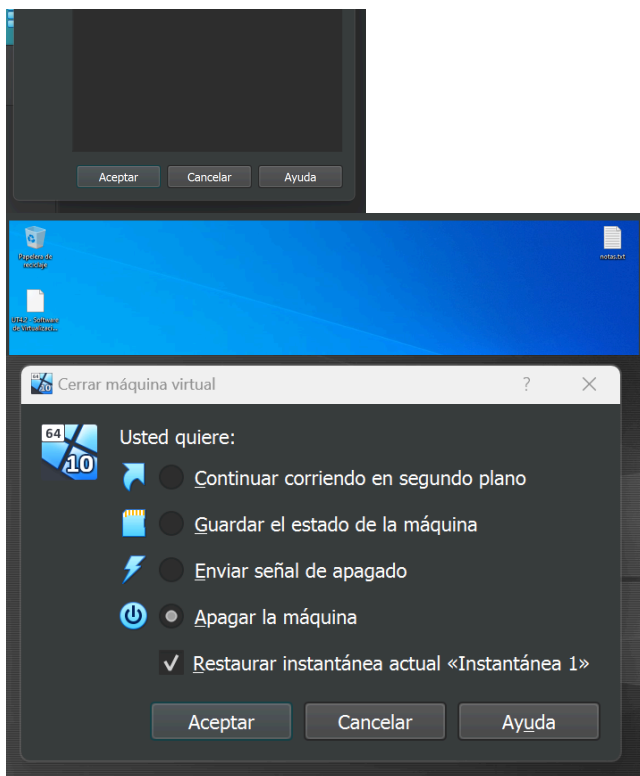 Aceptar Cancelar Ayuda
Papelera de
reciclaje
notas.txt
de Virtualizaci...
Cerrar máquina virtual ?
64
10
Usted quiere:
Continuar corriendo en segundo plano
Guardar el estado de la máquina
Enviar señal de apagado
Apagar la máquina
Restaurar instantánea actual «Instantánea 1»
Aceptar Cancelar Ayuda